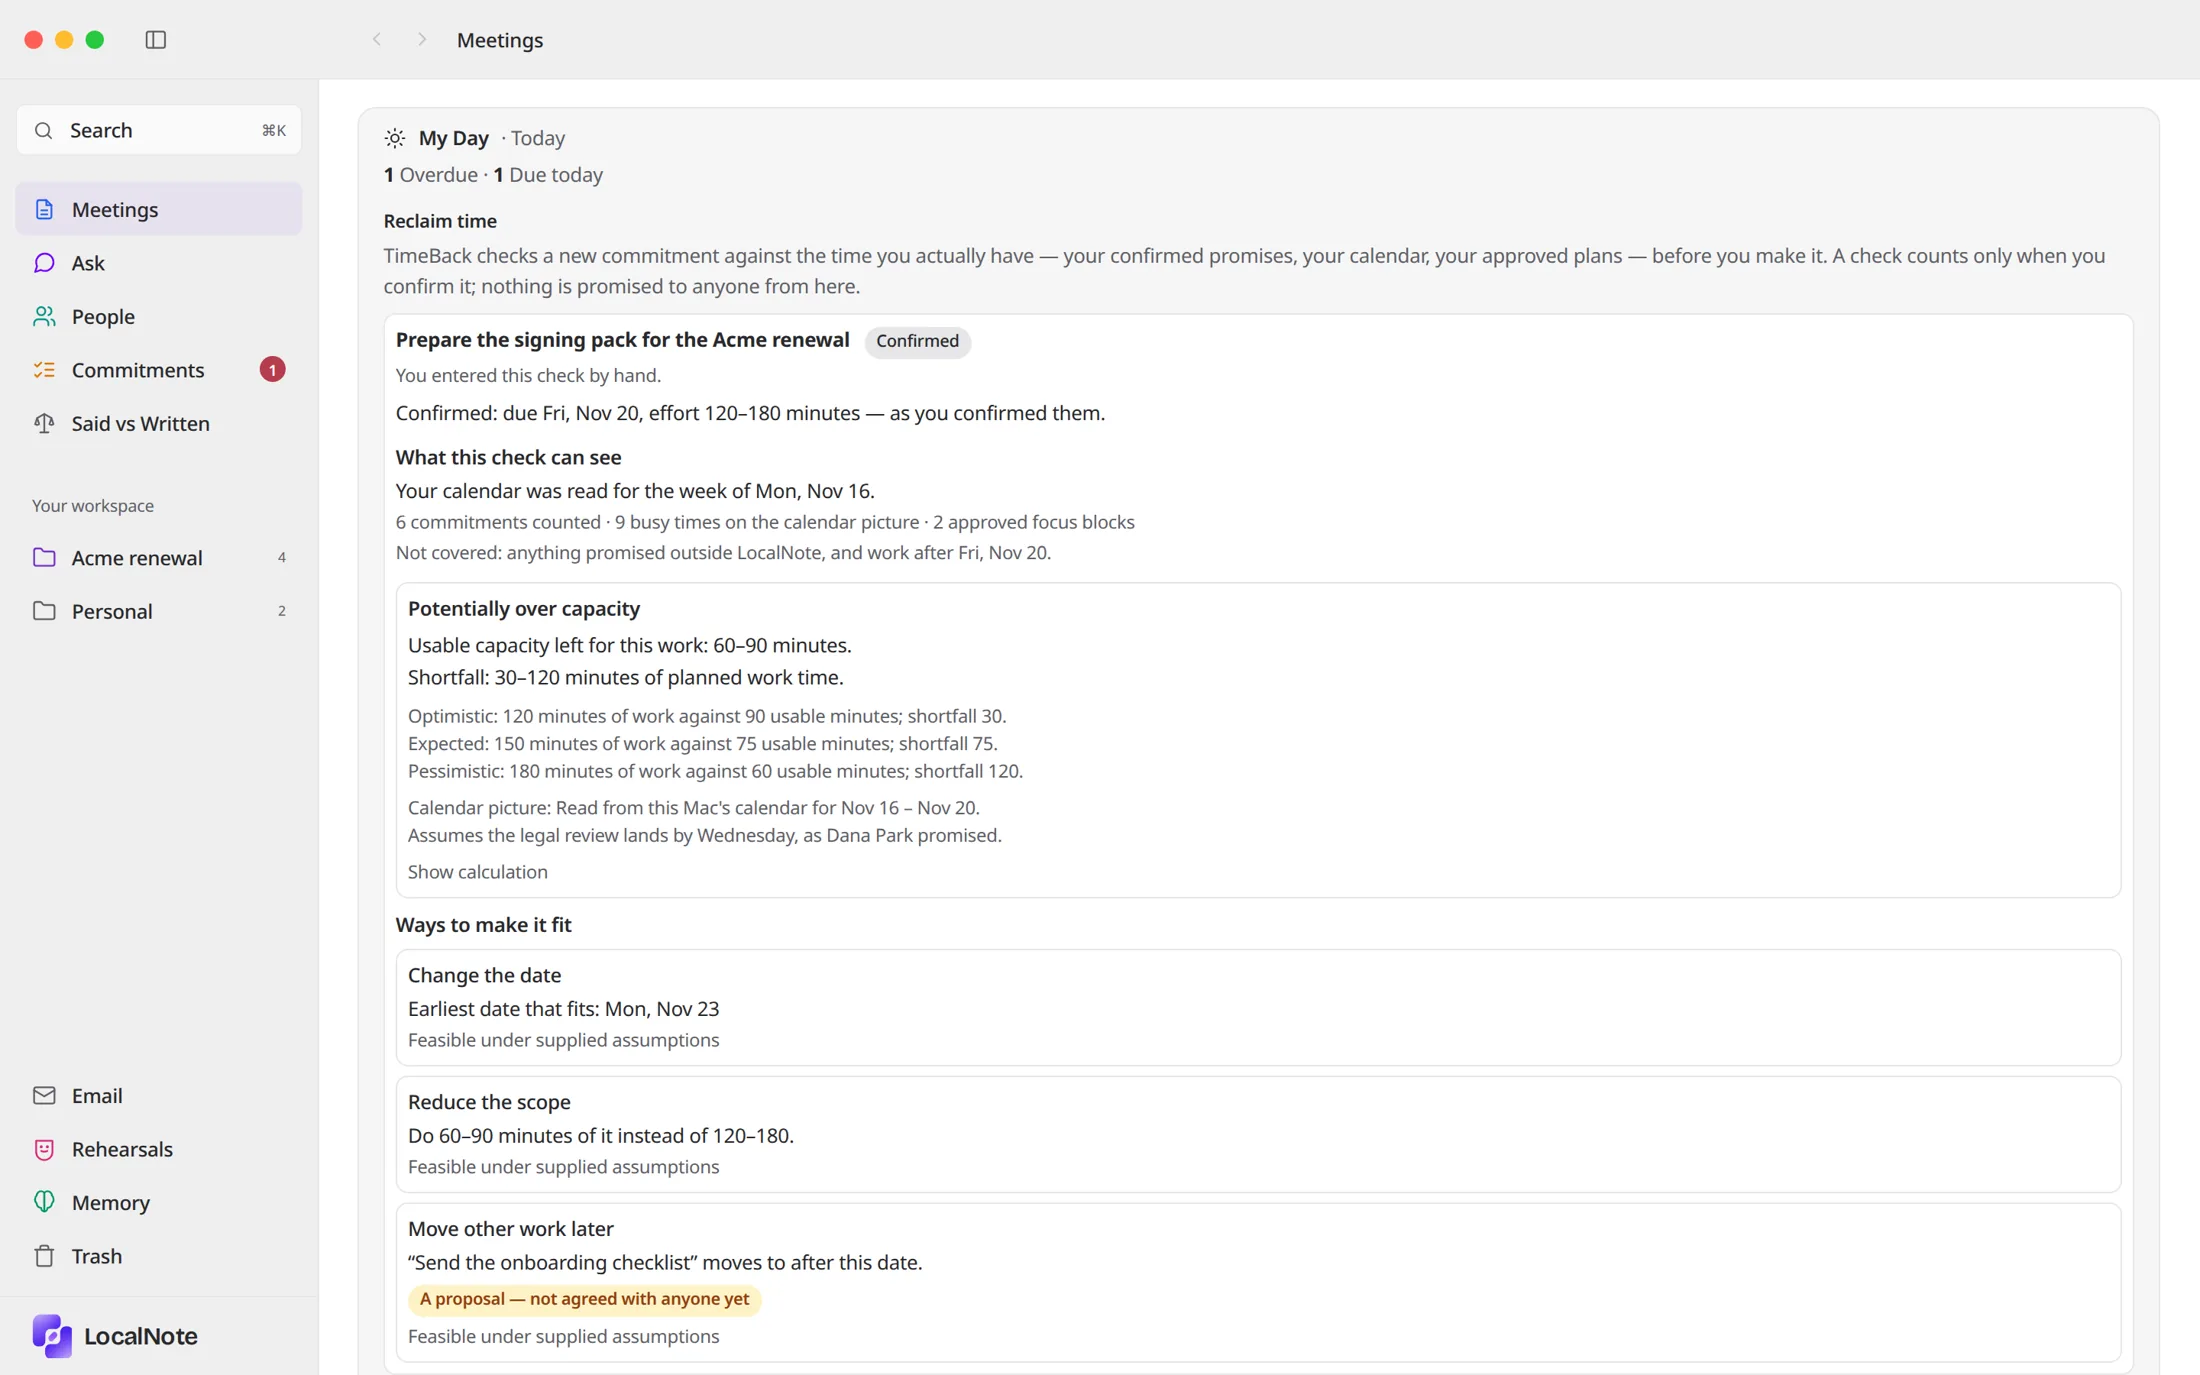 Meetings
Search ⌘K
Meetings
Ask
People
Commitments 1
Said vs Written
Your workspace
Acme renewal 4
Personal 2
Email
Rehearsals
Memory
Trash
LocalNote
My Day · Today
1 Overdue · 1 Due today
Reclaim time
TimeBack checks a new commitment against the time you actually have — your confirmed promises, your calendar, your approved plans — before you make it. A check counts only when you
confirm it; nothing is promised to anyone from here.
Prepare the signing pack for the Acme renewal Confirmed
You entered this check by hand.
Confirmed: due Fri, Nov 20, effort 120–180 minutes — as you confirmed them.
What this check can see
Your calendar was read for the week of Mon, Nov 16.
6 commitments counted · 9 busy times on the calendar picture · 2 approved focus blocks
Not covered: anything promised outside LocalNote, and work after Fri, Nov 20.
Potentially over capacity
Usable capacity left for this work: 60–90 minutes.
Shortfall: 30–120 minutes of planned work time.
Optimistic: 120 minutes of work against 90 usable minutes; shortfall 30.
Expected: 150 minutes of work against 75 usable minutes; shortfall 75.
Pessimistic: 180 minutes of work against 60 usable minutes; shortfall 120.
Calendar picture: Read from this Mac's calendar for Nov 16 – Nov 20.
Assumes the legal review lands by Wednesday, as Dana Park promised.
Show calculation
Ways to make it fit
Change the date
Earliest date that fits: Mon, Nov 23
Feasible under supplied assumptions
Reduce the scope
Do 60–90 minutes of it instead of 120–180.
Feasible under supplied assumptions
Move other work later
“Send the onboarding checklist” moves to after this date.
A proposal — not agreed with anyone yet
Feasible under supplied assumptions